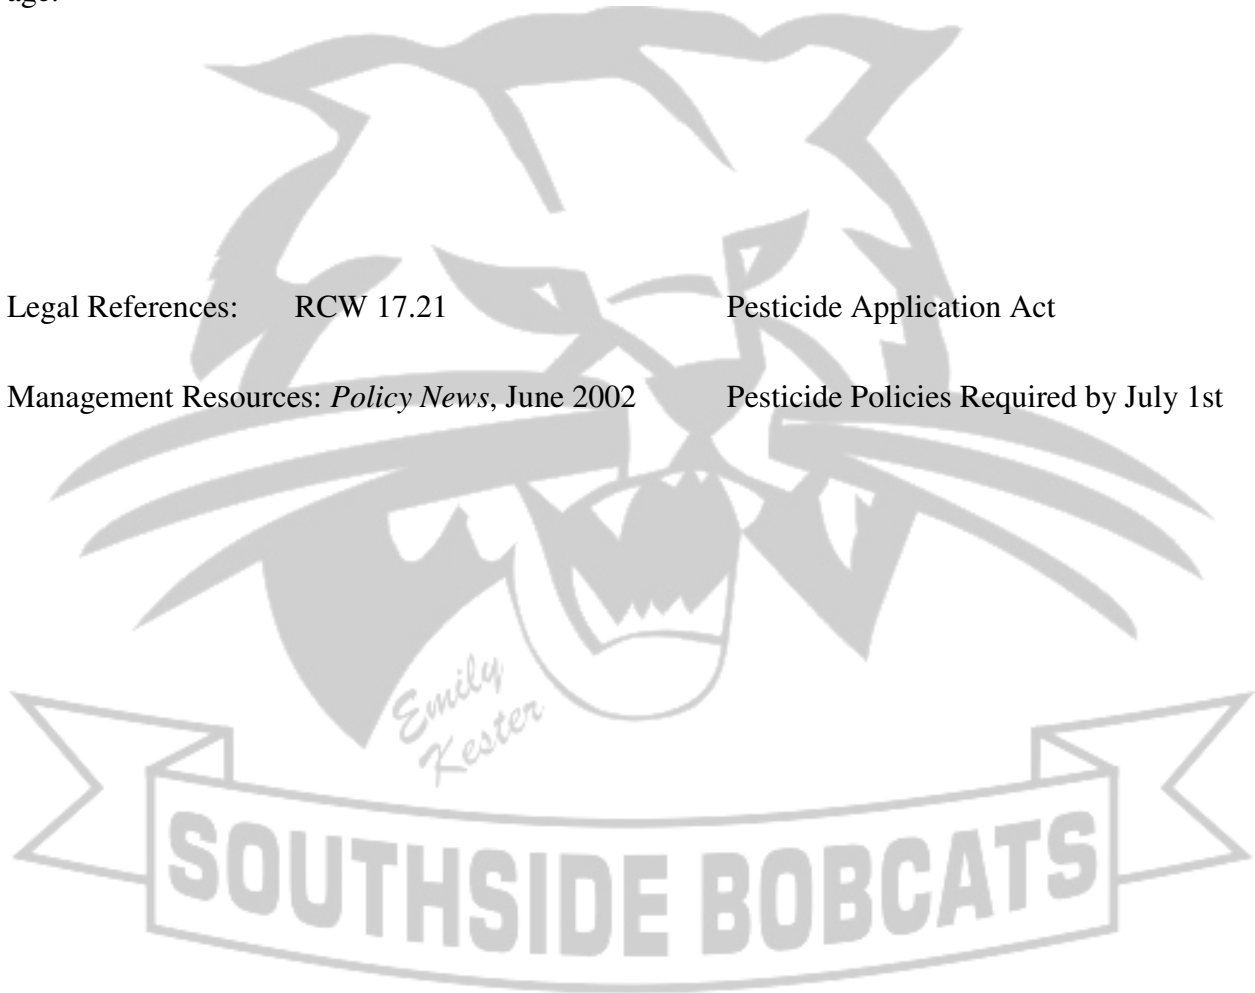 age.
Legal References: RCW 17.21 Pesticide Application Act
Management Resources: Policy News, June 2002 Pesticide Policies Required by July 1st
Emily
Kester
SOUTHSIDE BOBCATS